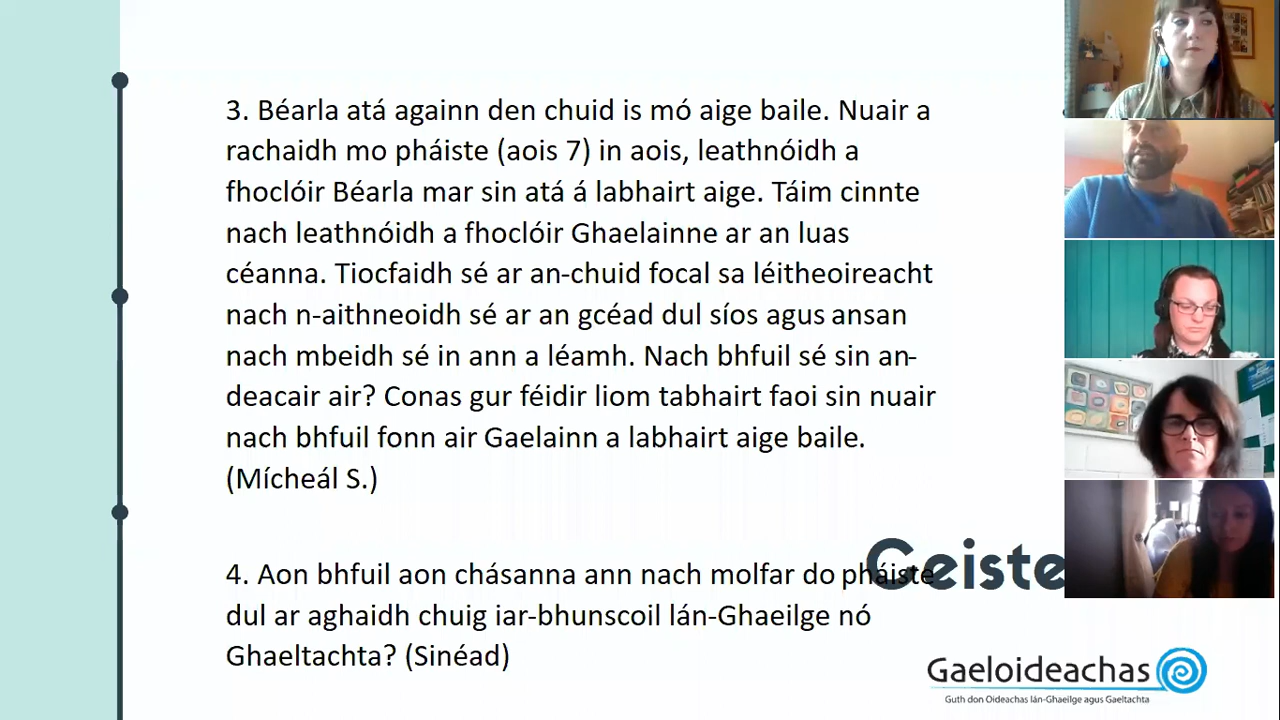 3. Béarla atá againn den chuid is mó aige baile. Nuair a
rachaidh mo pháiste (aois 7) in aois, leathnóidh a
fhoclóir Béarla mar sin atá á labhairt aige. Táim cinnte
nach leathnóidh a fhoclóir Ghaelainne ar an luas
céanna. Tiocfaidh sé ar an-chuid focal sa léitheoireacht
nach n-aithneoidh sé ar an gcéad dul síos agus ansan
nach mbeidh sé in ann a léamh. Nach bhfuil sé sin an-
deacair air? Conas gur féidir liom tabhairt faoi sin nuair
nach bhfuil fonn air Gaelainn a labhairt aige baile.
(Mícheál S.)
4. Aon bhfuil aon chásanna ann nach molfar do pháiste
dul ar aghaidh chuig iar-bhunscoil lán-Ghaeilge nó
Ghaeltachta? (Sinéad)
Ceiste
Gaeloideachas
Guth don Oideachas lán-Ghaeilge agus Gaeltachta